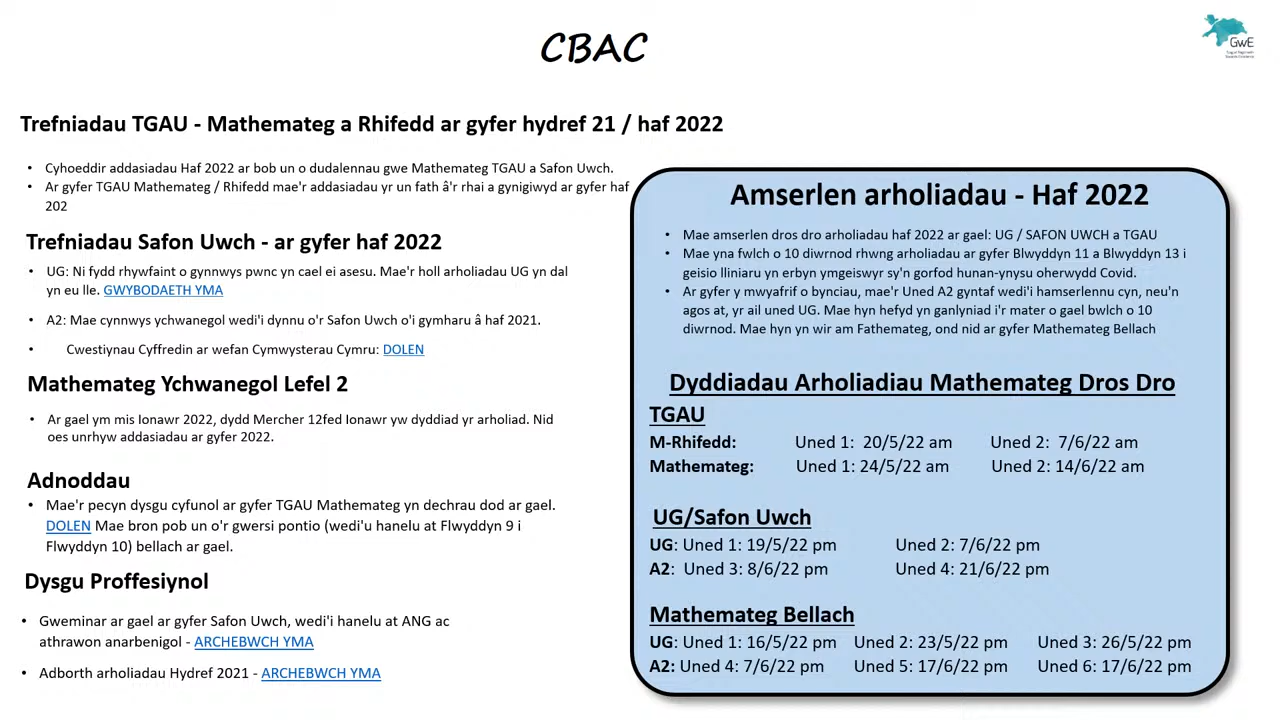 CBAC
GwE
Trefniadau TGAU - Mathemateg a Rhifedd ar gyfer hydref 21 / haf 2022
• Cyhoeddir addasiadau Haf 2022 ar bob un o dudalennau gwe Mathemateg TGAU a Safon Uwch.
• Ar gyfer TGAU Mathemateg / Rhifedd mae'r addasiadau yr un fath â'r rhai a gynigiwyd ar gyfer haf
202
Trefniadau Safon Uwch - ar gyfer haf 2022
• UG: Ni fydd rhywfaint o gynnwys pwnc yn cael ei asesu. Mae'r holl arholiadau UG yn dal
yn eu lle. GWYBODAETH YMA
• A2: Mae cynnwys ychwanegol wedi'i dynnu o'r Safon Uwch o'i gymharu â haf 2021.
• Cwestiynau Cyffredin ar wefan Cymwysterau Cymru: DOLEN
Mathemateg Ychwanegol Lefel 2
• Ar gael ym mis Ionawr 2022, dydd Mercher 12fed Ionawr yw dyddiad yr arholiad. Nid
oes unrhyw addasiadau ar gyfer 2022.
Adnoddau
• Mae'r pecyn dysgu cyfunol ar gyfer TGAU Mathemateg yn dechrau dod ar gael.
DOLEN Mae bron pob un o'r gwersi pontio (wedi'u hanelu at Flwyddyn 9 i
Flwyddyn 10) bellach ar gael.
Dysgu Proffesiynol
• Gweminar ar gael ar gyfer Safon Uwch, wedi'i hanelu at ANG ac
athrawon anarbenigol - ARCHEBWCH YMA
• Adborth arholiadau Hydref 2021 - ARCHEBWCH YMA
Amserlen arholiadau - Haf 2022
• Mae amserlen dros dro arholiadau haf 2022 ar gael: UG / SAFON UWCH a TGAU
• Mae yna fwlch o 10 diwrnod rhwng arholiadau ar gyfer Blwyddyn 11 a Blwyddyn 13 i
geisio lliniaru yn erbyn ymgeiswyr sy'n gorfod hunan-ynysu oherwydd Covid.
• Ar gyfer y mwyafrif o bynciau, mae'r Uned A2 gyntaf wedi'i hamserlennu cyn, neu'n
agos at, yr ail uned UG. Mae hyn hefyd yn ganlyniad i'r mater o gael bwlch o 10
diwrnod. Mae hyn yn wir am Fathemateg, ond nid ar gyfer Mathemateg Bellach
Dyddiadau Arholiadiau Mathemateg Dros Dro
TGAU
M-Rhifedd: Uned 1: 20/5/22 am Uned 2: 7/6/22 am
Mathemateg: Uned 1: 24/5/22 am Uned 2: 14/6/22 am
UG/Safon Uwch
UG: Uned 1: 19/5/22 pm Uned 2: 7/6/22 pm
A2: Uned 3: 8/6/22 pm Uned 4: 21/6/22 pm
Mathemateg Bellach
UG: Uned 1: 16/5/22 pm Uned 2: 23/5/22 pm Uned 3: 26/5/22 pm
A2: Uned 4: 7/6/22 pm Uned 5: 17/6/22 pm Uned 6: 17/6/22 pm